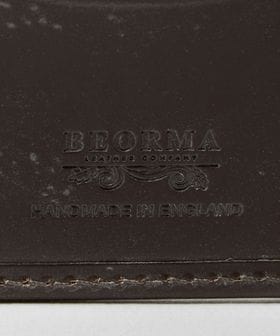 BEORMA
LEATHER COMPANY
HANDMADE IN ENGLAND